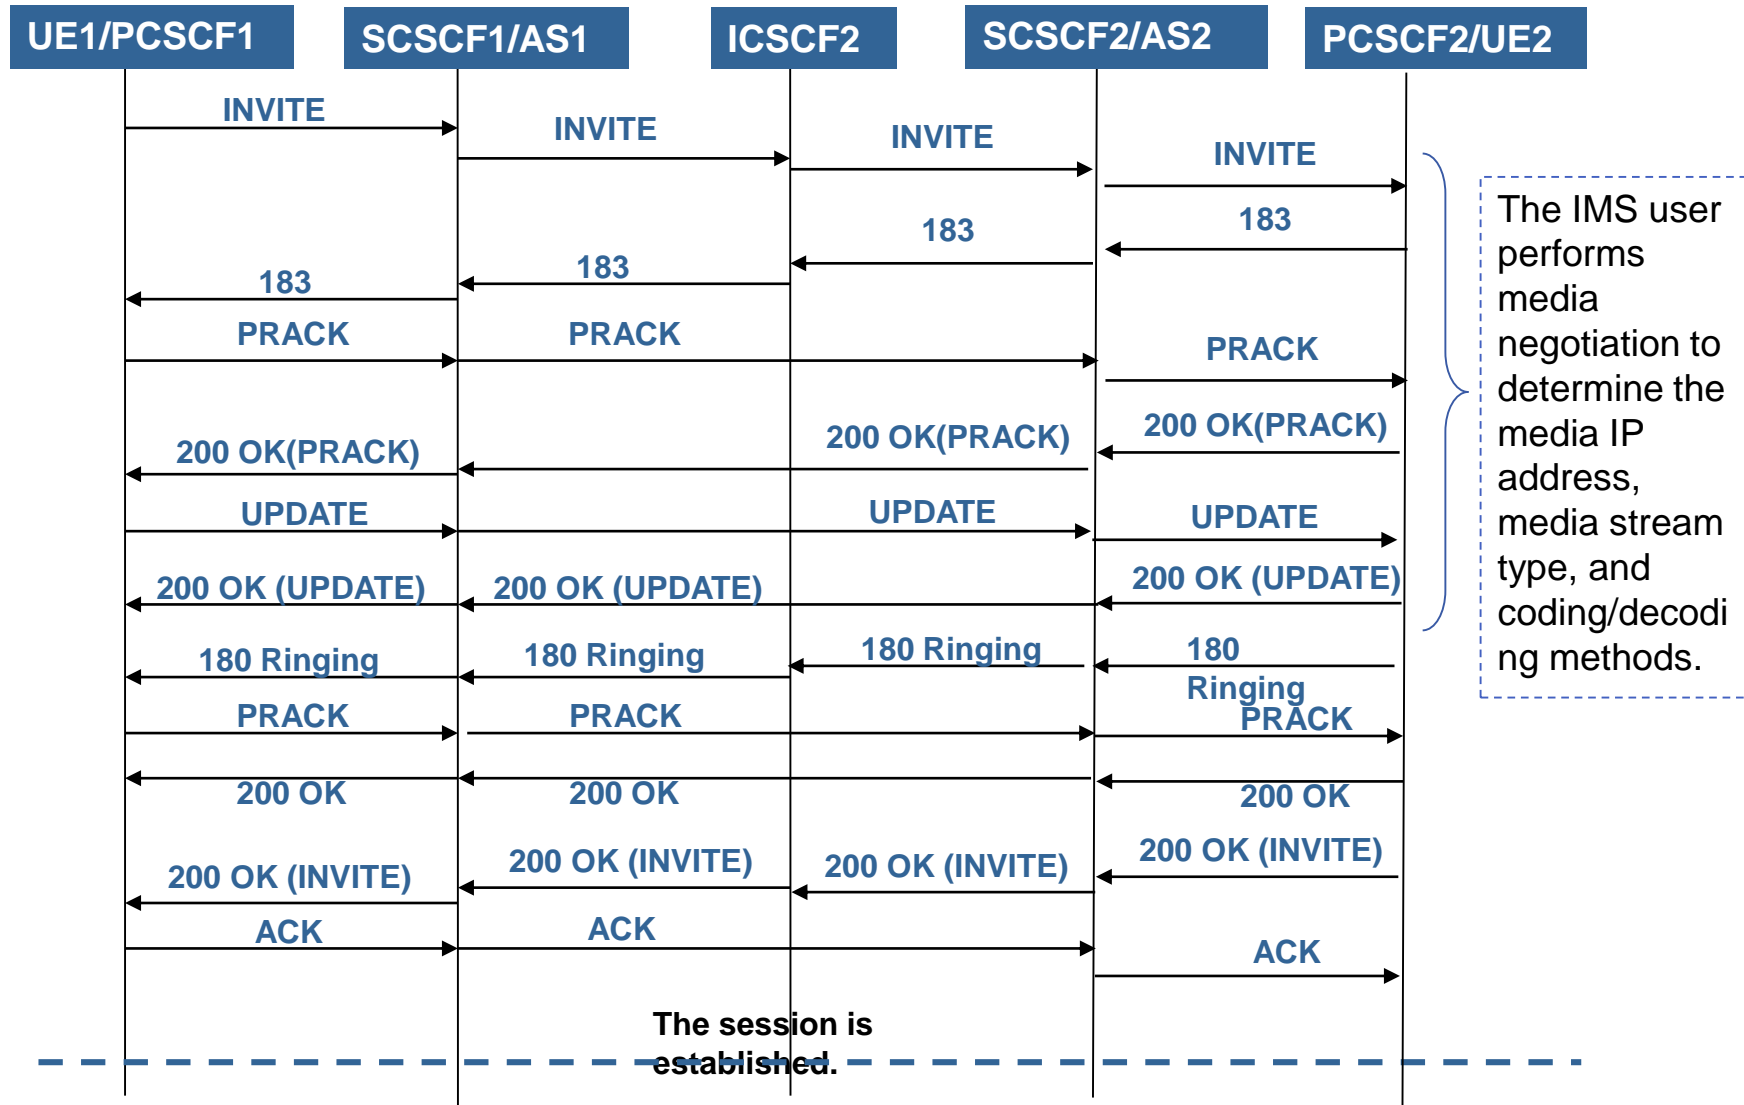 UE1/PCSCF1 SCSCF1/AS1 ICSCF2 SCSCF2/AS2 PCSCF2/UE2
INVITE INVITE INVITE INVITE
183 183 183 183
PRACK PRACK PRACK
200 OK(PRACK) 200 OK(PRACK) 200 OK(PRACK)
UPDATE UPDATE UPDATE
200 OK (UPDATE) 200 OK (UPDATE) 200 OK (UPDATE)
180 Ringing 180 Ringing 180 Ringing 180
Ringing
PRACK PRACK PRACK
200 OK 200 OK 200 OK
200 OK (INVITE) 200 OK (INVITE) 200 OK (INVITE) 200 OK (INVITE)
ACK ACK ACK
The session is
established.
The IMS user
performs
media
negotiation to
determine the
media IP
address,
media stream
type, and
coding/decodi
ng methods.